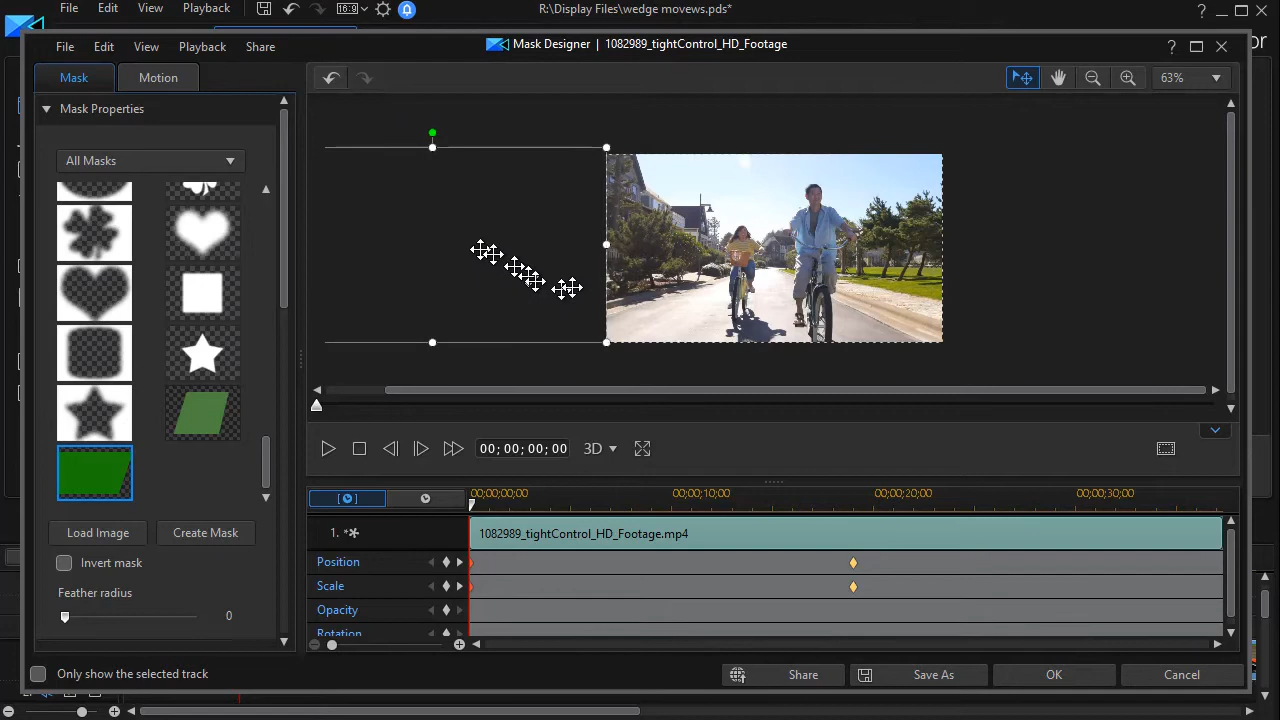 File Edit View Playback 16:9 R:\Display Files\wedge movews.pds* ?
File Edit View Playback Share Mask Designer | 1082989_tightControl_HD_Footage ?
Mask Motion 63%
Mask Properties
All Masks
00;00;00;00 3D
00;00;00;00 00;00;10;00 00;00;20;00 00;00;30;00
Load Image Create Mask 1. 1082989_tightControl_HD_Footage.mp4
Invert mask Position
Feather radius Scale
0 Opacity
Rotation
Only show the selected track Share Save As OK Cancel